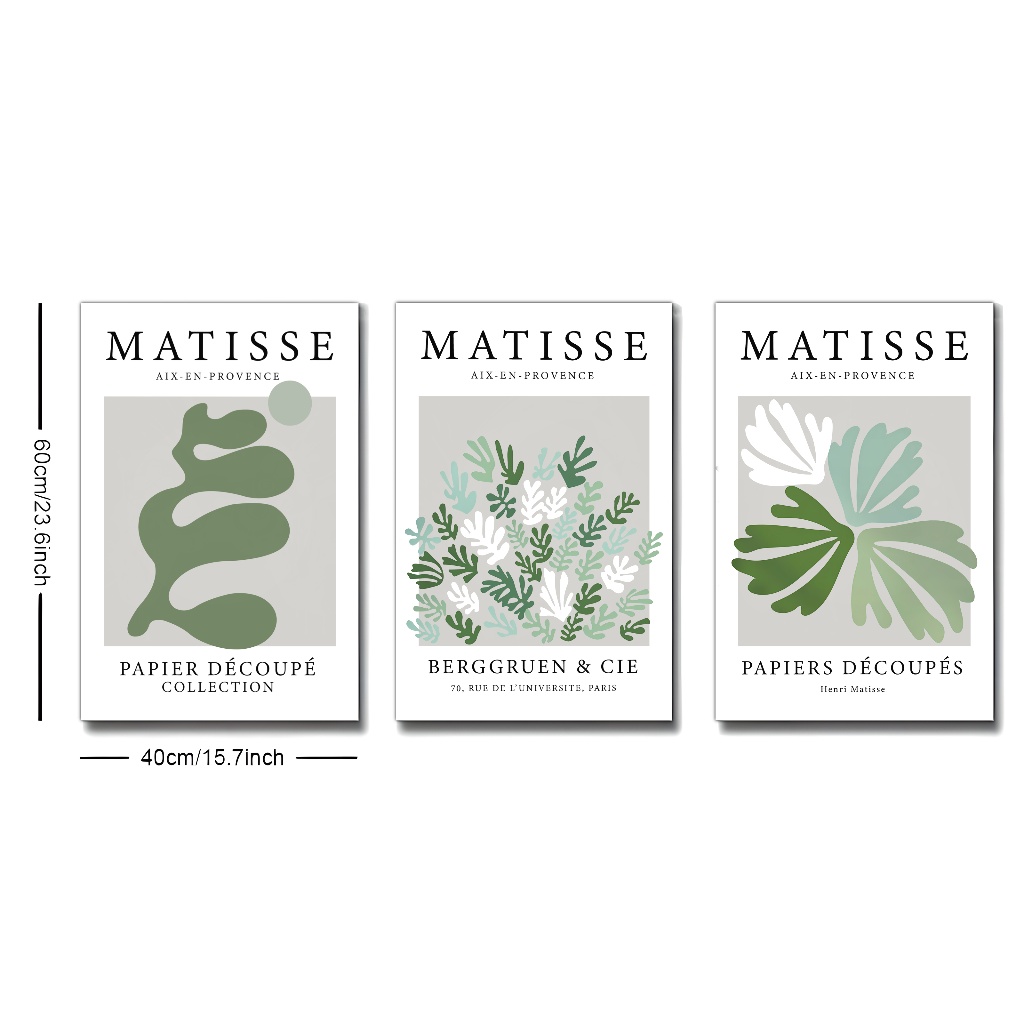 60cm/23.6inch
MATISSE
AIX-EN-PROVENCE
PAPIER DÉCOUPÉ
COLLECTION
MATISSE
AIX-EN-PROVENCE
BERGGRUEN & CIE
70, RUE DE L'UNIVERSITE, PARIS
MATISSE
AIX-EN-PROVENCE
PAPIERS DÉCOUPÉS
Henri Matisse
40cm/15.7inch